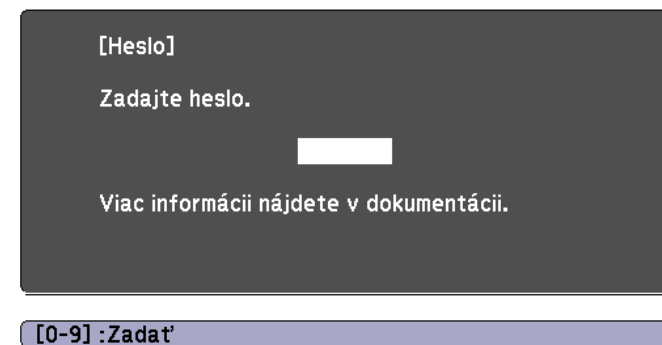 [Heslo]
Zadajte heslo.
Viac informácii nájdete v dokumentácii.
[0-9] :Zadať